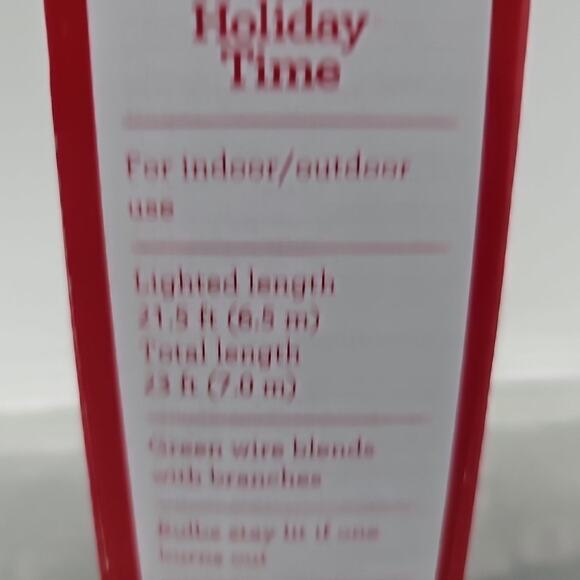 Holiday
Time
For indoor/outdoor
use
Lighted length
21.5 ft (6.5 m)
Total length
23 ft (7.0 m)
Green wire blends
with branches
Bulbs stay lit if one
burns out